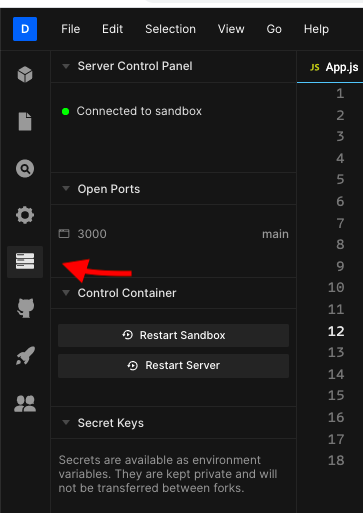 D File Edit Selection View Go Help
Server Control Panel
JS App.js
Connected to sandbox
Open Ports
3000 main
Control Container
Restart Sandbox
Restart Server
Secret Keys
Secrets are available as environment
variables. They are kept private and will
not be transferred between forks.
1
2
3
4
5
6
7
8
9
10
11
12
13
14
15
16
17
18